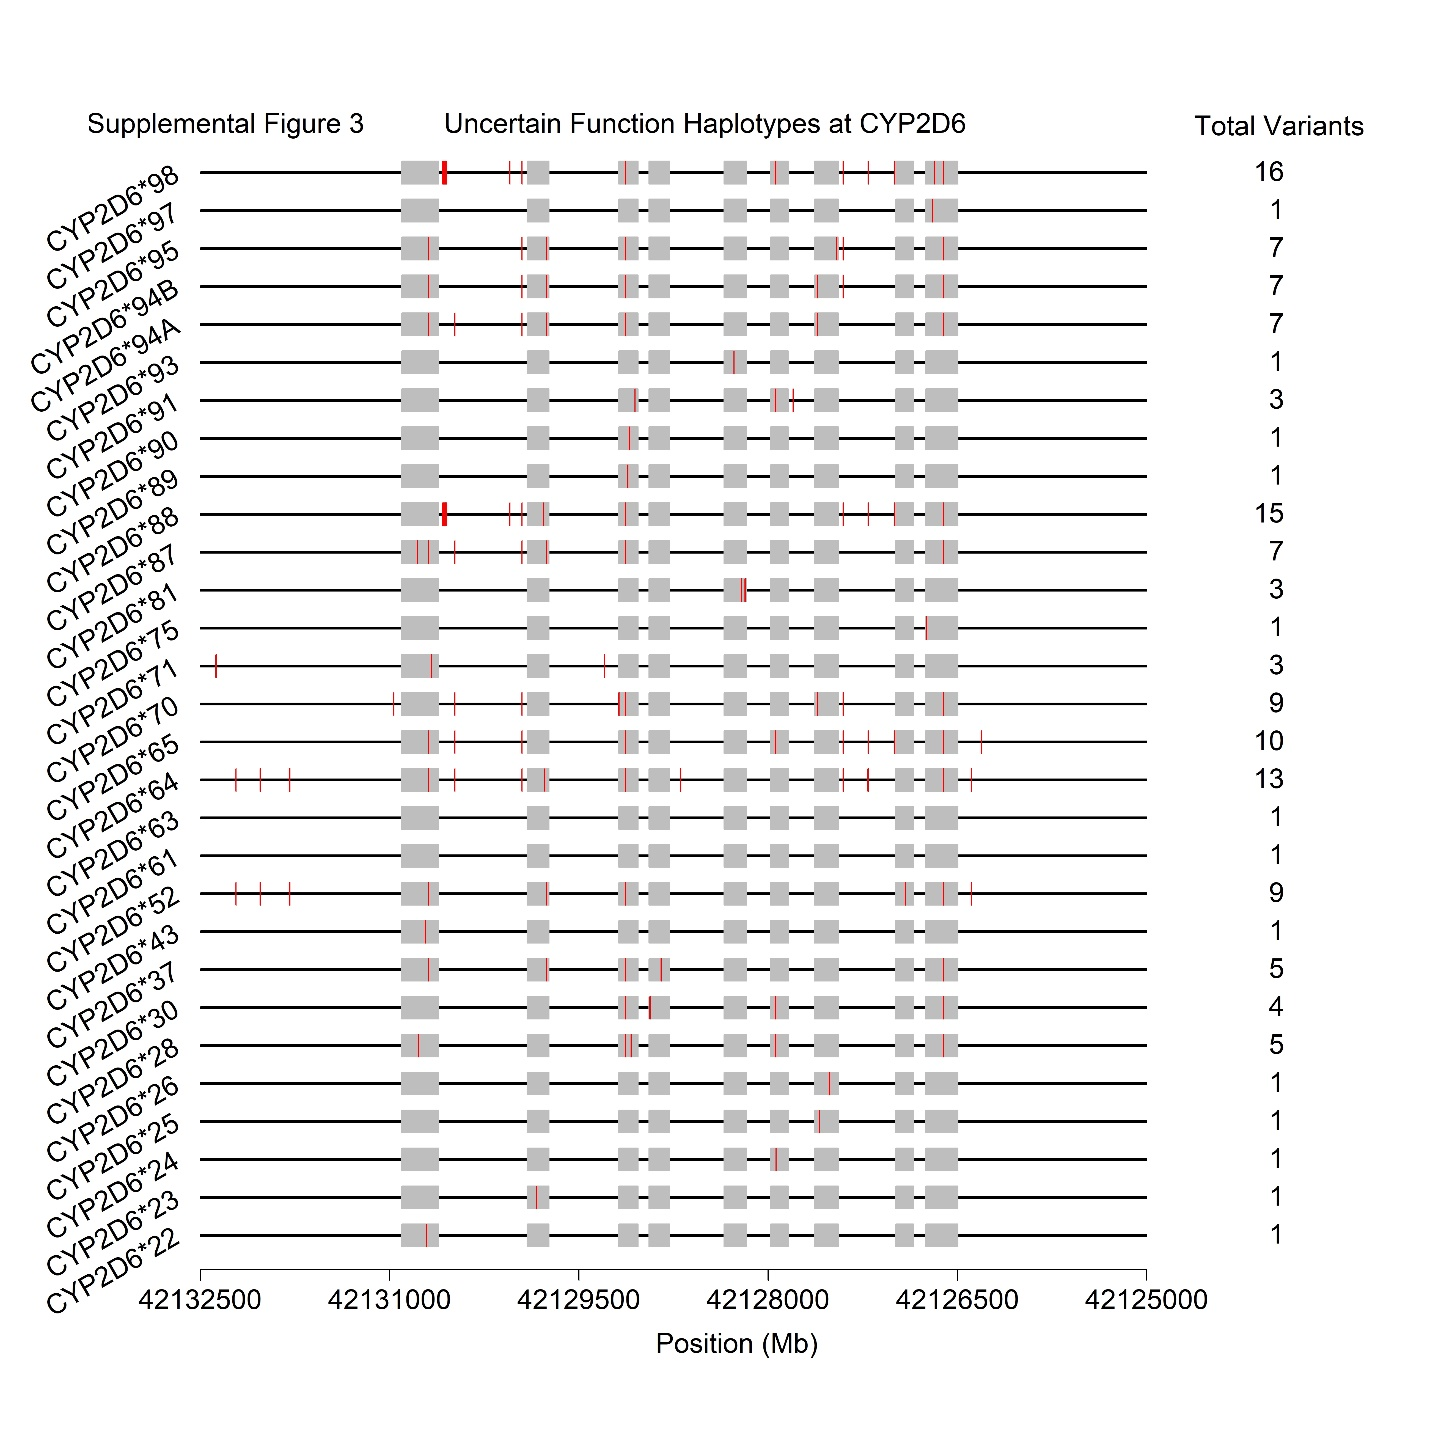 Supplemental Figure 3 Uncertain Function Haplotypes at CYP2D6 Total Variants
CYP2D6*98 16
CYP2D6*97 1
CYP2D6*95 7
CYP2D6*94B 7
CYP2D6*94A 7
CYP2D6*93 1
CYP2D6*91 3
CYP2D6*90 1
CYP2D6*89 1
CYP2D6*88 15
CYP2D6*87 7
CYP2D6*81 3
CYP2D6*75 1
CYP2D6*71 3
CYP2D6*70 9
CYP2D6*65 10
CYP2D6*64 13
CYP2D6*63 1
CYP2D6*61 1
CYP2D6*52 9
CYP2D6*43 1
CYP2D6*37 5
CYP2D6*30 4
CYP2D6*28 5
CYP2D6*26 1
CYP2D6*25 1
CYP2D6*24 1
CYP2D6*23 1
CYP2D6*22 1
42132500 42131000 42129500 42128000 42126500 42125000
Position (Mb)